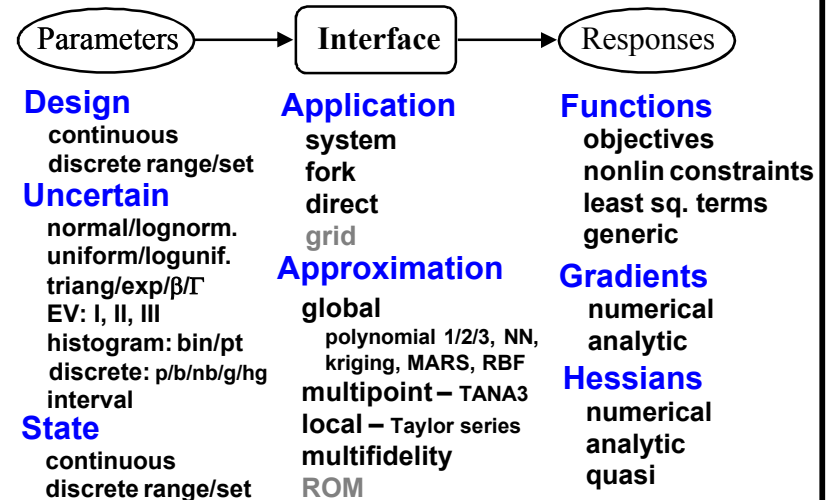 Parameters
Interface
Responses
Design
continuous
discrete range/set
Uncertain
normal/lognorm.
uniform/logunif.
triang/exp/β/Γ
EV: I, II, III
histogram: bin/pt
discrete: p/b/nb/g/hg
interval
State
continuous
discrete range/set
Application
system
fork
direct
grid
Approximation
global
polynomial 1/2/3, NN,
kriging, MARS, RBF
multipoint – TANA3
local – Taylor series
multifidelity
ROM
Functions
objectives
nonlin constraints
least sq. terms
generic
Gradients
numerical
analytic
Hessians
numerical
analytic
quasi